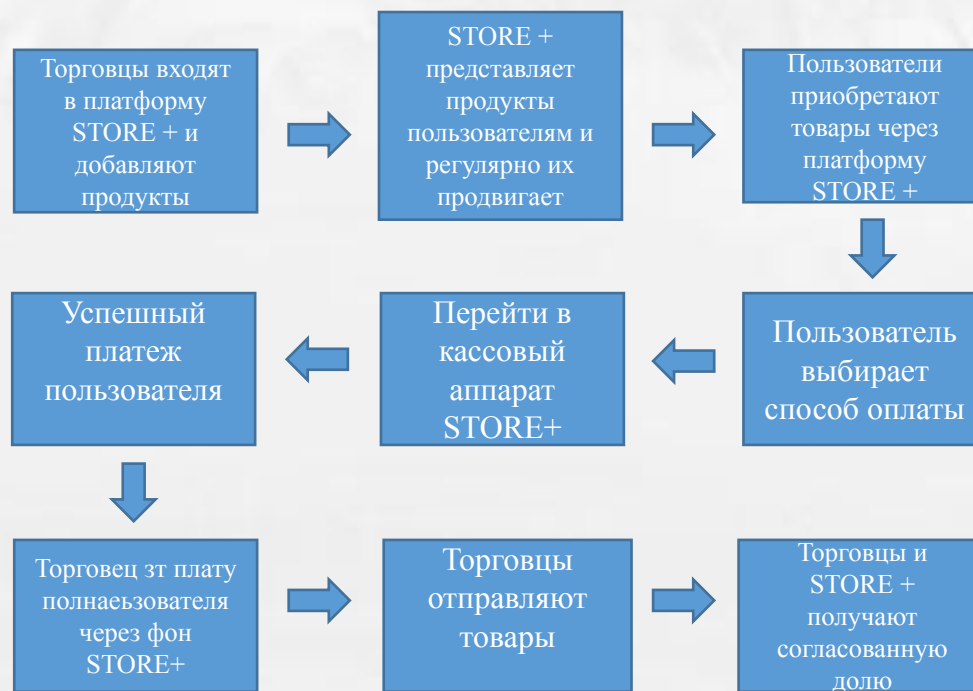 Торговцы входят
в платформу
STORE + и
добавляют
продукты
STORE +
представляет
продукты
пользователям и
регулярно их
продвигает
Пользователи
приобретают
товары через
платформу
STORE +
Пользователь
выбирает
способ оплаты
Перейти в
кассовый
аппарат
STORE+
Успешный
платеж
пользователя
Торговец зт плату
полнаеьзователя
через фон
STORE+
Торговцы
отправляют
товары
Торговцы и
STORE +
получают
согласованную
долю